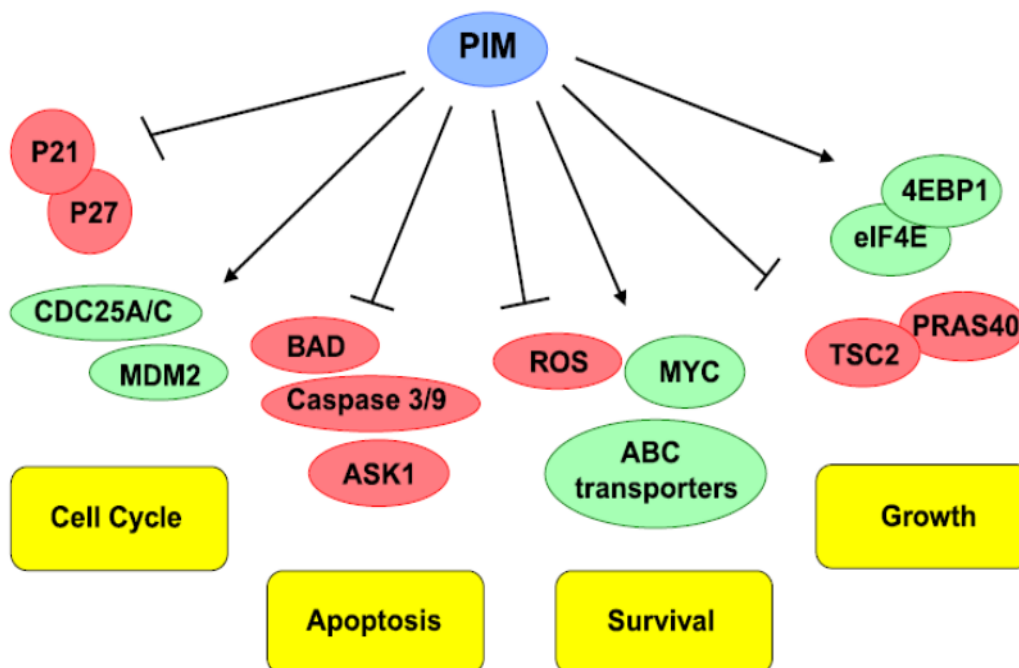 PIM
P21
P27
CDC25A/C
MDM2
BAD
Caspase 3/9
ASK1
ROS
MYC
ABC
transporters
4EBP1
eIF4E
PRAS40
TSC2
Cell Cycle
Apoptosis
Survival
Growth